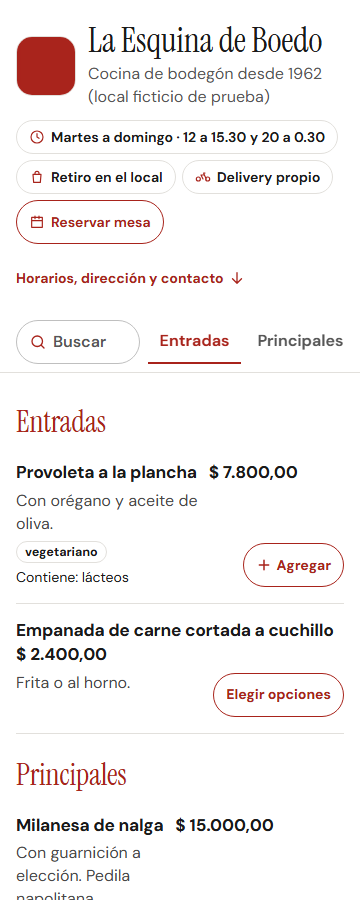 La Esquina de Boedo
Cocina de bodegón desde 1962
(local ficticio de prueba)
Martes a domingo · 12 a 15.30 y 20 a 0.30
Retiro en el local
Delivery propio
Reservar mesa
Horarios, dirección y contacto
Buscar
Entradas
Principales
Entradas
Provoleta a la plancha $ 7.800,00
Con orégano y aceite de
oliva.
vegetariano
Contiene: lácteos
Agregar
Empanada de carne cortada a cuchillo
$ 2.400,00
Frita o al horno.
Elegir opciones
Principales
Milanesa de nalga $ 15.000,00
Con guarnición a
elección. Pedila
napolitana